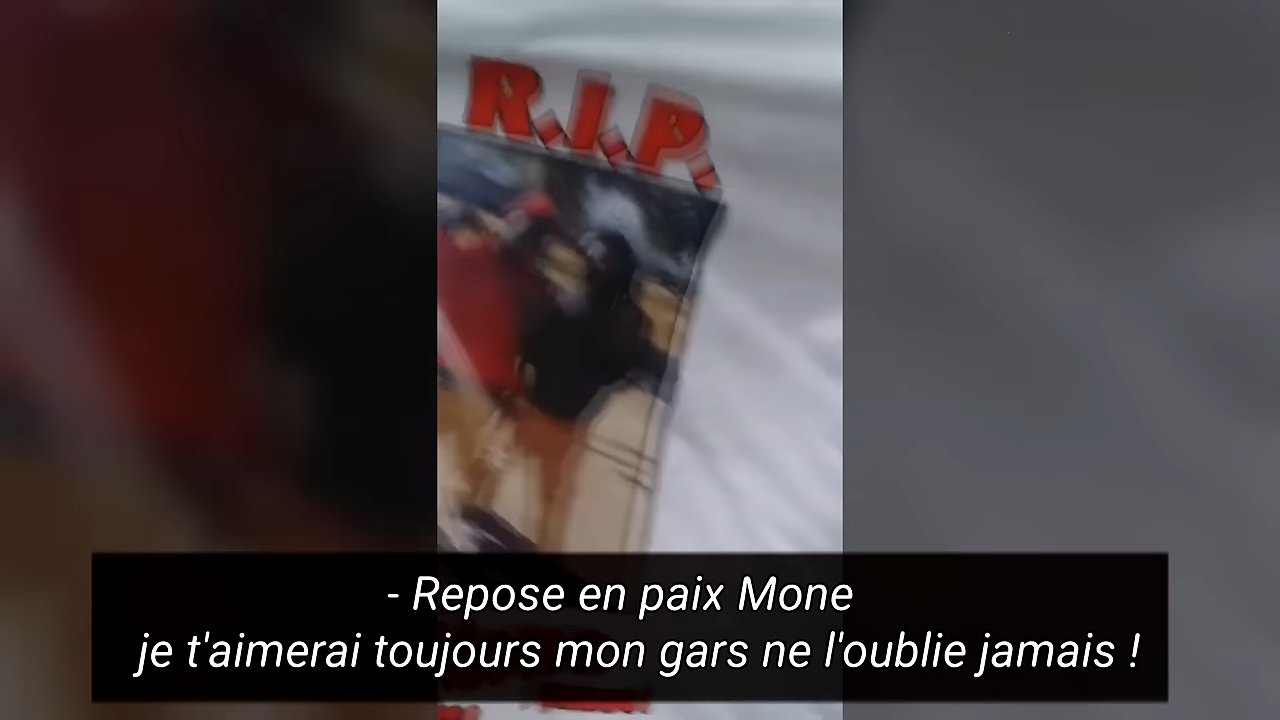 R.I.P.
- Repose en paix Mone
je t'aimerai toujours mon gars ne l'oublie jamais !